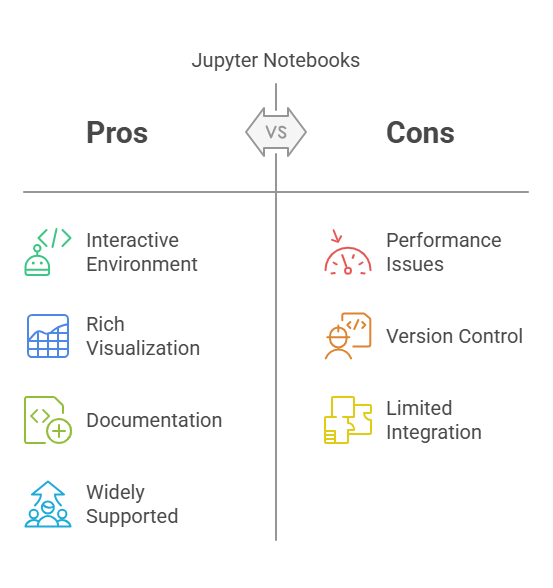 Jupyter Notebooks
Pros
VS
Cons
Interactive
Environment
Rich
Visualization
Documentation
Widely
Supported
Performance
Issues
Version Control
Limited
Integration